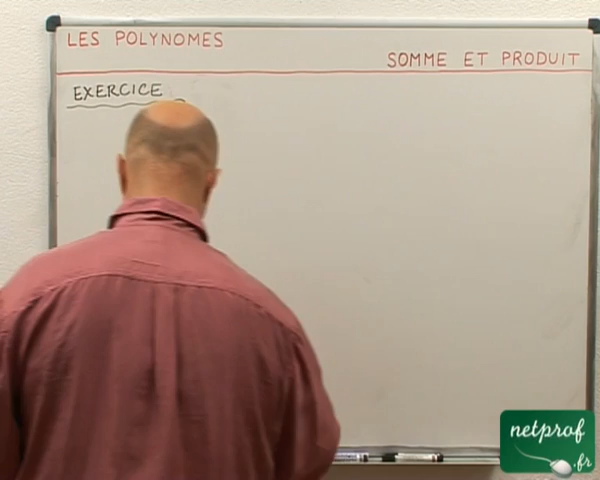 LES POLYNOMES
SOMME ET PRODUIT
EXERCICE
netprof
.fr